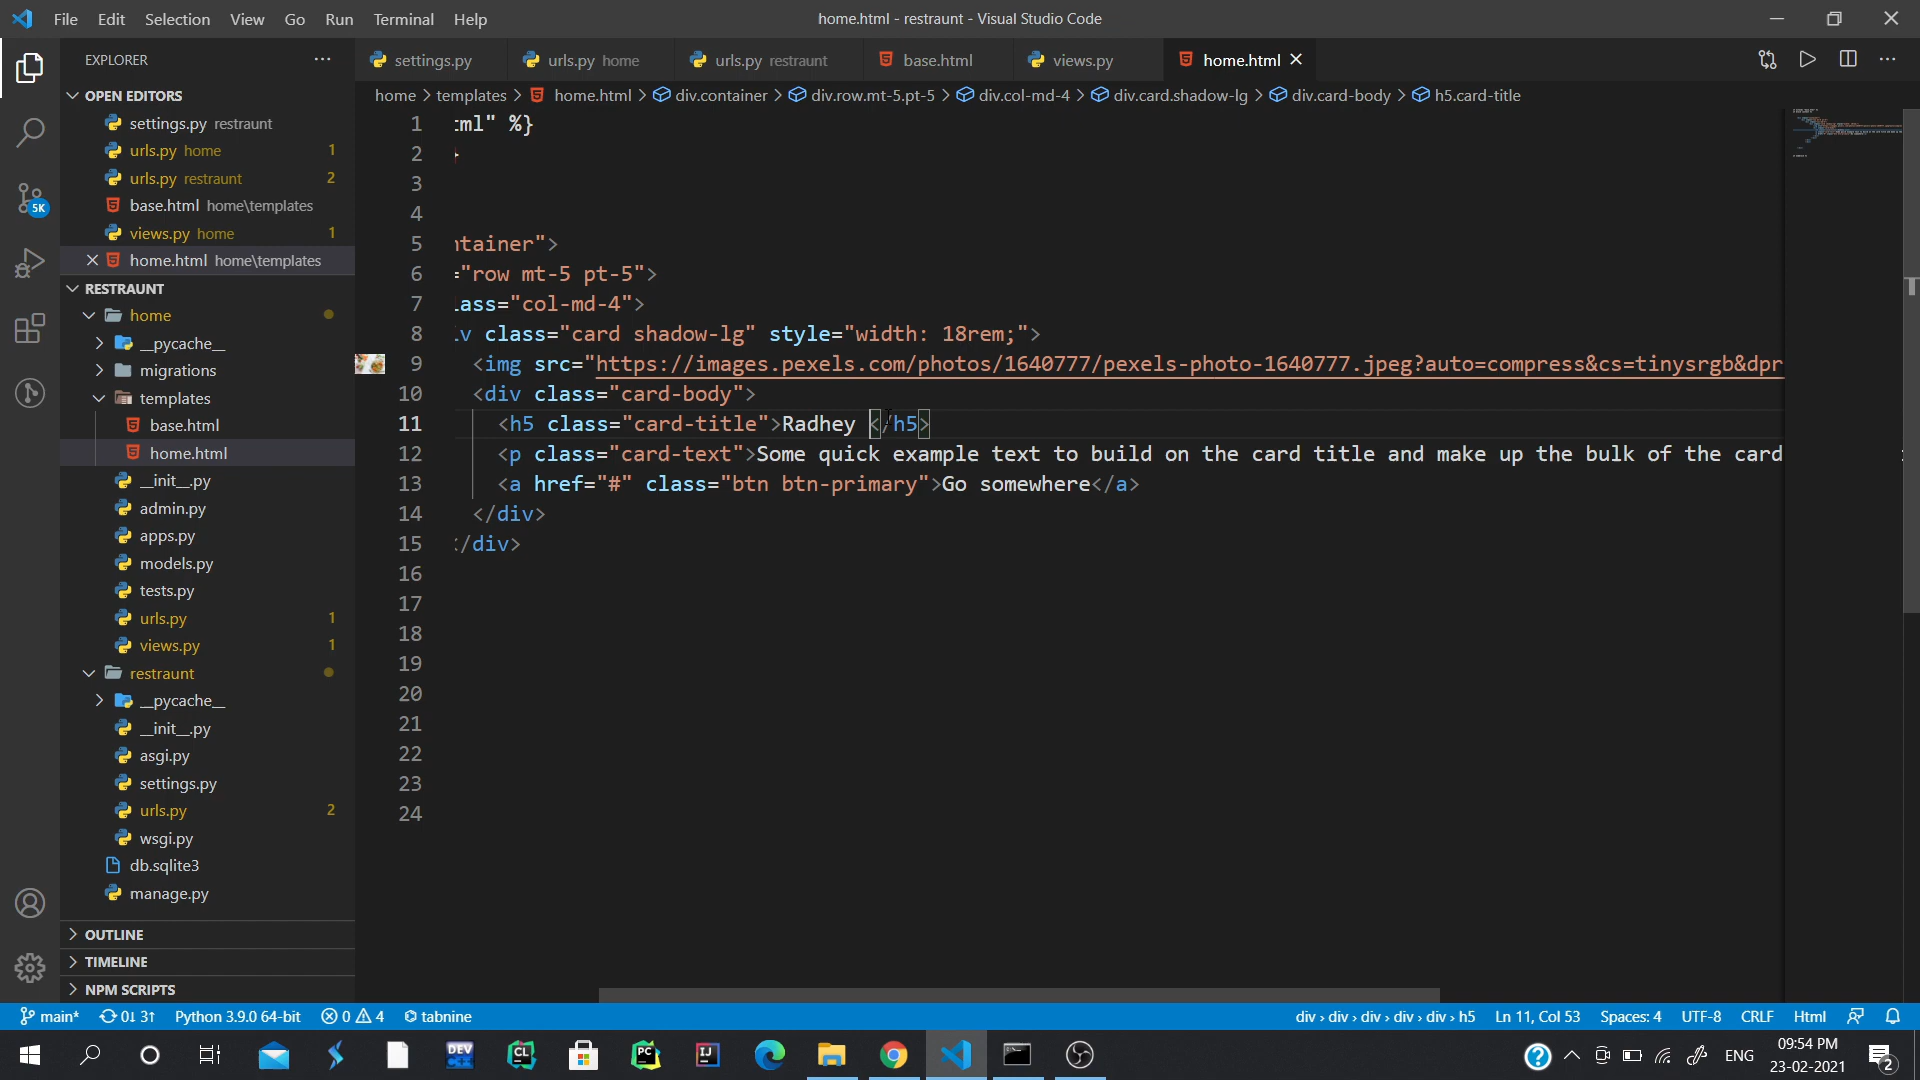 File Edit Selection View Go Run Terminal Help
home.html - restraunt - Visual Studio Code
EXPLORER
settings.py
urls.py home
urls.py restraunt
base.html
views.py
home.html
home > templates > home.html > div.container > div.row.mt-5.pt-5 > div.col-md-4 > div.card.shadow-lg > div.card-body > h5.card-title
OPEN EDITORS
settings.py restraunt
urls.py home 1
urls.py restraunt 2
base.html home\templates
views.py home 1
home.html home\templates
RESTRAUNT
home
__pycache__
migrations
templates
base.html
home.html
__init__.py
admin.py
apps.py
models.py
tests.py
urls.py 1
views.py 1
restraunt
__pycache__
__init__.py
asgi.py
settings.py
urls.py 2
wsgi.py
db.sqlite3
manage.py
OUTLINE
TIMELINE
NPM SCRIPTS
5K
1 ml" %}
2
3
4
5 tainer">
6 ="row mt-5 pt-5">
7 lass="col-md-4">
8 v class="card shadow-lg" style="width: 18rem;">
9 <img src="https://images.pexels.com/photos/1640777/pexels-photo-1640777.jpeg?auto=compress&cs=tinysrgb&dpr
10 <div class="card-body">
11 <h5 class="card-title">Radhey </h5>
12 <p class="card-text">Some quick example text to build on the card title and make up the bulk of the card
13 <a href="#" class="btn btn-primary">Go somewhere</a>
14 </div>
15 </div>
16
17
18
19
20
21
22
23
24
main* 0↓ 3↑ Python 3.9.0 64-bit 0 4 tabnine
div › div › div › div › div › h5 Ln 11, Col 53 Spaces: 4 UTF-8 CRLF Html
DEV C++
CL
PC
IJ
ENG
09:54 PM
23-02-2021
2